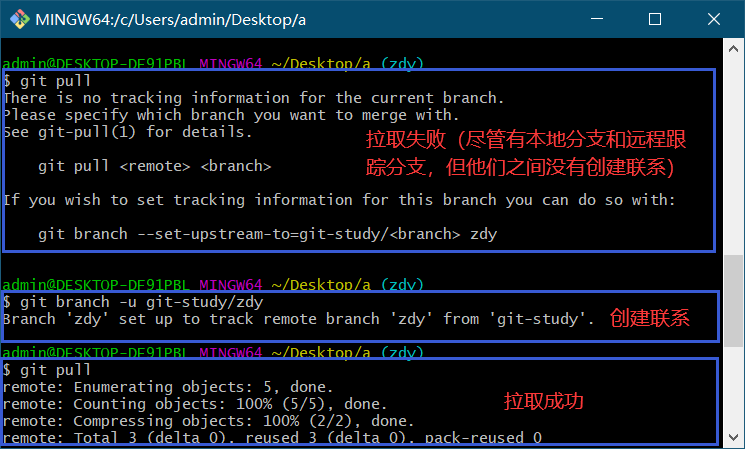 MINGW64:/c/Users/admin/Desktop/a
admin@DESKTOP-DF91PBL MINGW64 ~/Desktop/a (zdy)
$ git pull
There is no tracking information for the current branch.
Please specify which branch you want to merge with.
See git-pull(1) for details.
拉取失败（尽管有本地分支和远程跟
踪分支，但他们之间没有创建联系）
git pull <remote> <branch>
If you wish to set tracking information for this branch you can do so with:
git branch --set-upstream-to=git-study/<branch> zdy
admin@DESKTOP-DF91PBL MINGW64 ~/Desktop/a (zdy)
$ git branch -u git-study/zdy
Branch 'zdy' set up to track remote branch 'zdy' from 'git-study'.
创建联系
admin@DESKTOP-DF91PBL MINGW64 ~/Desktop/a (zdy)
$ git pull
remote: Enumerating objects: 5, done.
remote: Counting objects: 100% (5/5), done.
拉取成功
remote: Compressing objects: 100% (2/2), done.
remote: Total 3 (delta 0), reused 3 (delta 0), pack-reused 0